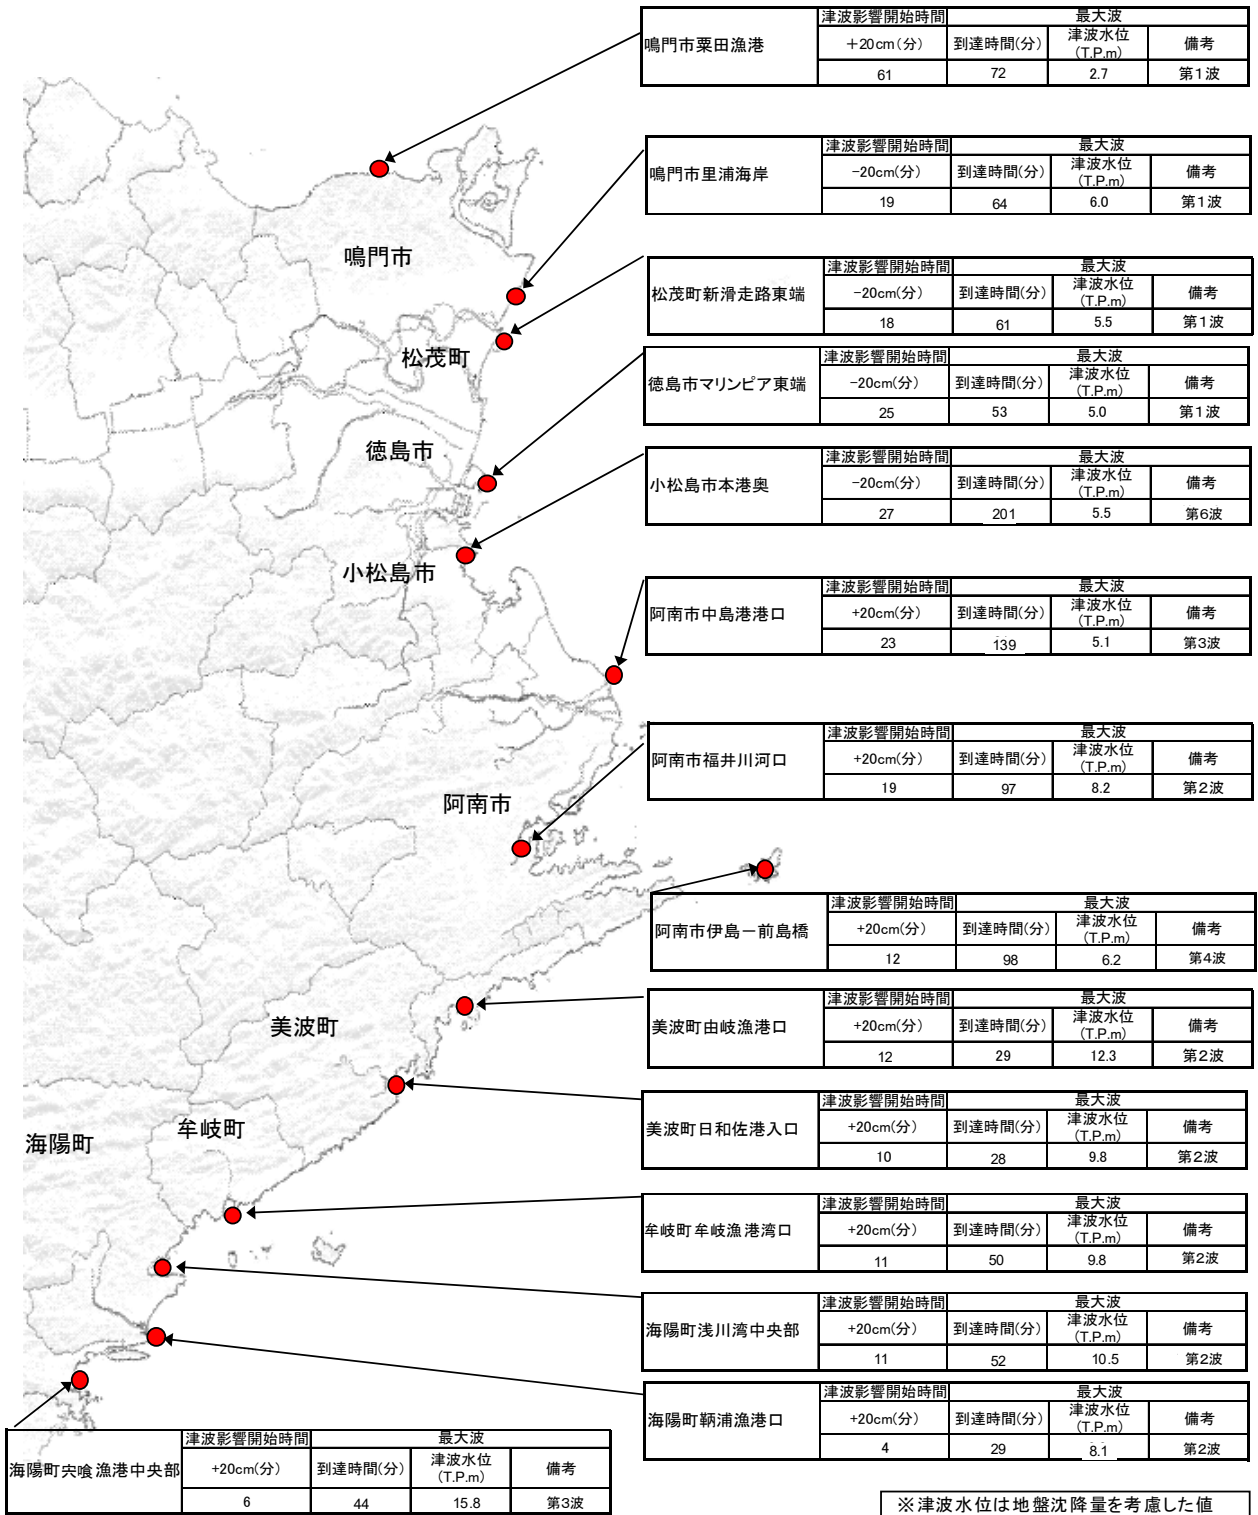 津波影響開始時間 最大波
鳴門市粟田漁港 +20cm(分) 到達時間(分) 津波水位(T.P.m) 備考
61 72 2.7 第1波
津波影響開始時間 最大波
鳴門市里浦海岸 -20cm(分) 到達時間(分) 津波水位(T.P.m) 備考
19 64 6.0 第1波
鳴門市
津波影響開始時間 最大波
松茂町新滑走路東端 -20cm(分) 到達時間(分) 津波水位(T.P.m) 備考
18 61 5.5 第1波
松茂町
津波影響開始時間 最大波
徳島市マリンピア東端 -20cm(分) 到達時間(分) 津波水位(T.P.m) 備考
25 53 5.0 第1波
徳島市
津波影響開始時間 最大波
小松島市本港奥 -20cm(分) 到達時間(分) 津波水位(T.P.m) 備考
27 201 5.5 第6波
小松島市
津波影響開始時間 最大波
阿南市中島港港口 +20cm(分) 到達時間(分) 津波水位(T.P.m) 備考
23 139 5.1 第3波
津波影響開始時間 最大波
阿南市福井川河口 +20cm(分) 到達時間(分) 津波水位(T.P.m) 備考
19 97 8.2 第2波
阿南市
津波影響開始時間 最大波
阿南市伊島ー前島橋 +20cm(分) 到達時間(分) 津波水位(T.P.m) 備考
12 98 6.2 第4波
津波影響開始時間 最大波
美波町由岐漁港口 +20cm(分) 到達時間(分) 津波水位(T.P.m) 備考
12 29 12.3 第2波
美波町
津波影響開始時間 最大波
美波町日和佐港入口 +20cm(分) 到達時間(分) 津波水位(T.P.m) 備考
10 28 9.8 第2波
牟岐町
海陽町
津波影響開始時間 最大波
牟岐町牟岐漁港湾口 +20cm(分) 到達時間(分) 津波水位(T.P.m) 備考
11 50 9.8 第2波
津波影響開始時間 最大波
海陽町浅川湾中央部 +20cm(分) 到達時間(分) 津波水位(T.P.m) 備考
11 52 10.5 第2波
津波影響開始時間 最大波
海陽町鞆浦漁港口 +20cm(分) 到達時間(分) 津波水位(T.P.m) 備考
4 29 8.1 第2波
津波影響開始時間 最大波
海陽町宍喰漁港中央部 +20cm(分) 到達時間(分) 津波水位(T.P.m) 備考
6 44 15.8 第3波
※津波水位は地盤沈降量を考慮した値